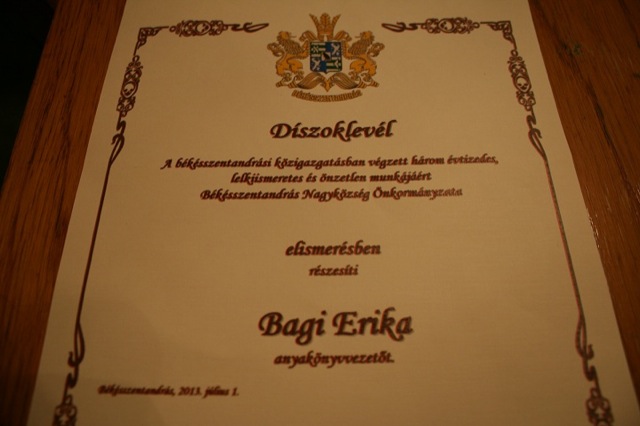 Díszoklevél
A békésszentandrási közigazgatásban végzett három évtizedes,
lelkiismeretes és önzetlen munkájáért
Békésszentandrás Nagyközség Önkormányzata
elismerésben
részesíti
Bagi Erika
anyakönyvvezetőt.
Békésszentandrás, 2013. július 1.